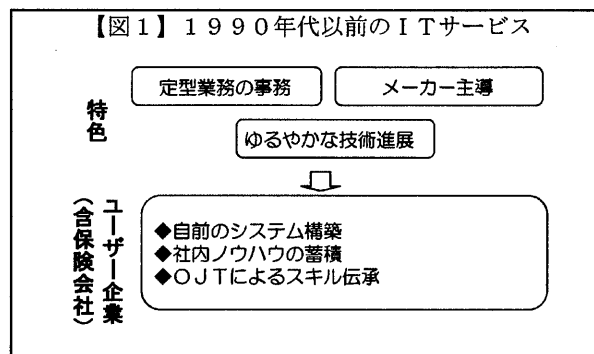 【図1】1990年代以前のITサービス
定型業務の事務
メーカー主導
特色
ゆるやかな技術進展
ユーザー企業
(含保険会社)
◆自前のシステム構築
◆社内ノウハウの蓄積
◆OJTによるスキル伝承